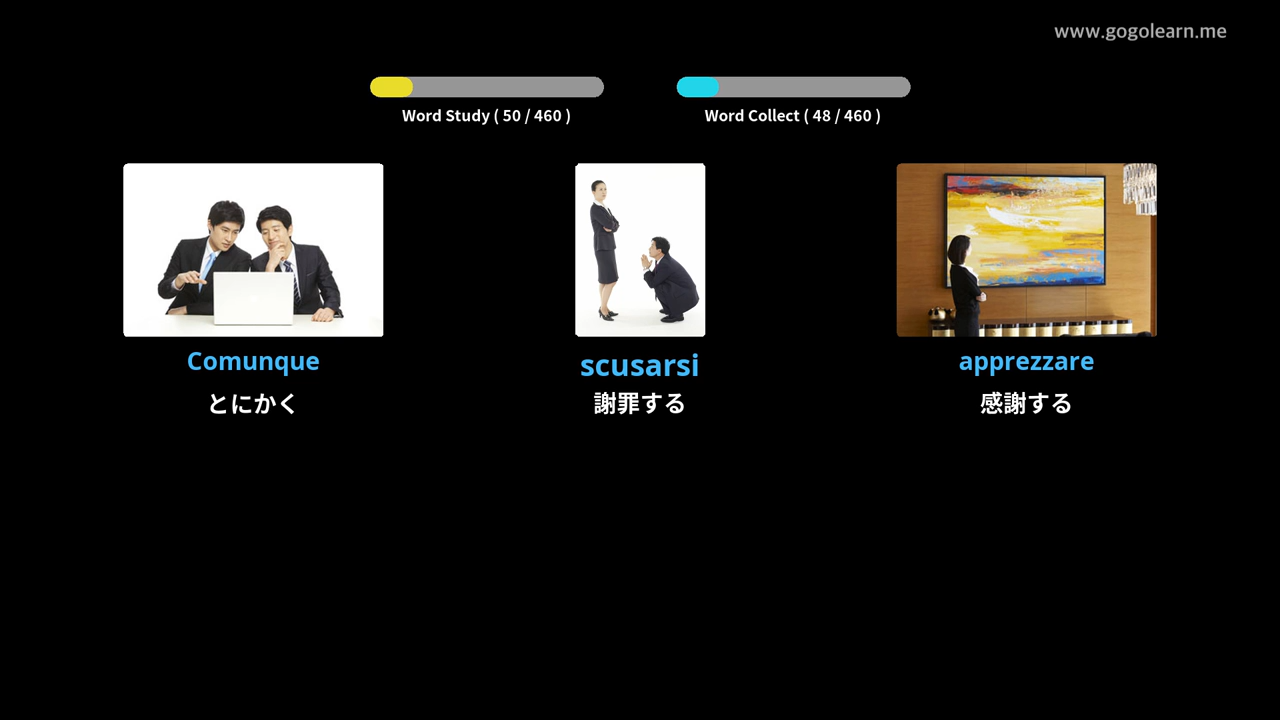 www.gogolearn.me
Word Study ( 50 / 460 )
Word Collect ( 48 / 460 )
Comunque
とにかく
scusarsi
謝罪する
apprezzare
感謝する